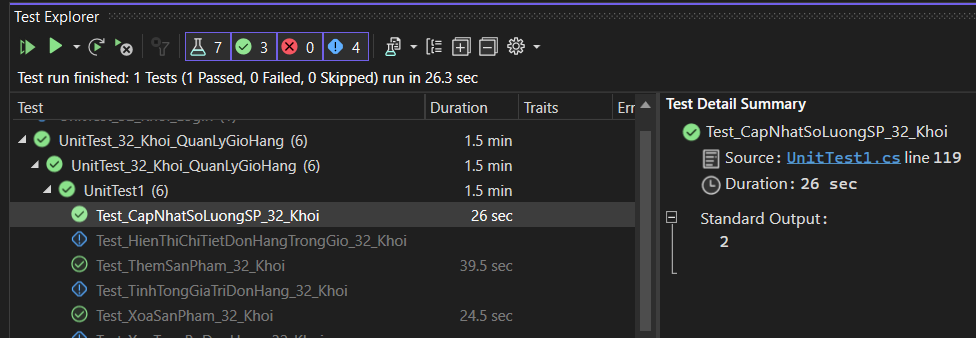 Test Explorer
7 3 0 4
Test run finished: 1 Tests (1 Passed, 0 Failed, 0 Skipped) run in 26.3 sec
Test Duration Traits Err
UnitTest_32_Khoi_QuanLyGioHang (6) 1.5 min
UnitTest_32_Khoi_QuanLyGioHang (6) 1.5 min
UnitTest1 (6) 1.5 min
Test_CapNhatSoLuongSP_32_Khoi 26 sec
Test_HienThiChiTietDonHangTrongGio_32_Khoi
Test_ThemSanPham_32_Khoi 39.5 sec
Test_TinhTongGiaTriDonHang_32_Khoi
Test_XoaSanPham_32_Khoi 24.5 sec
Test Detail Summary
Test_CapNhatSoLuongSP_32_Khoi
Source: UnitTest1.cs line 119
Duration: 26 sec
Standard Output:
2